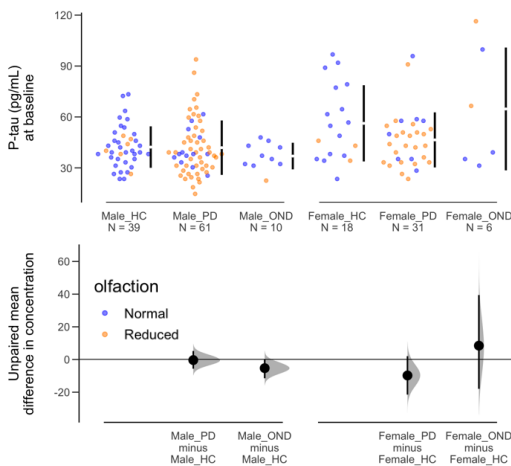 P-tau (pg/mL)
at baseline
120
90
60
30
Male_HC
N = 39
Male_PD
N = 61
Male_OND
N = 10
Female_HC
N = 18
Female_PD
N = 31
Female_OND
N = 6
Unpaired mean
difference in concentration
60
40
20
0
-20
olfaction
Normal
Reduced
Male_PD
minus
Male_HC
Male_OND
minus
Male_HC
Female_PD
minus
Female_HC
Female_OND
minus
Female_HC